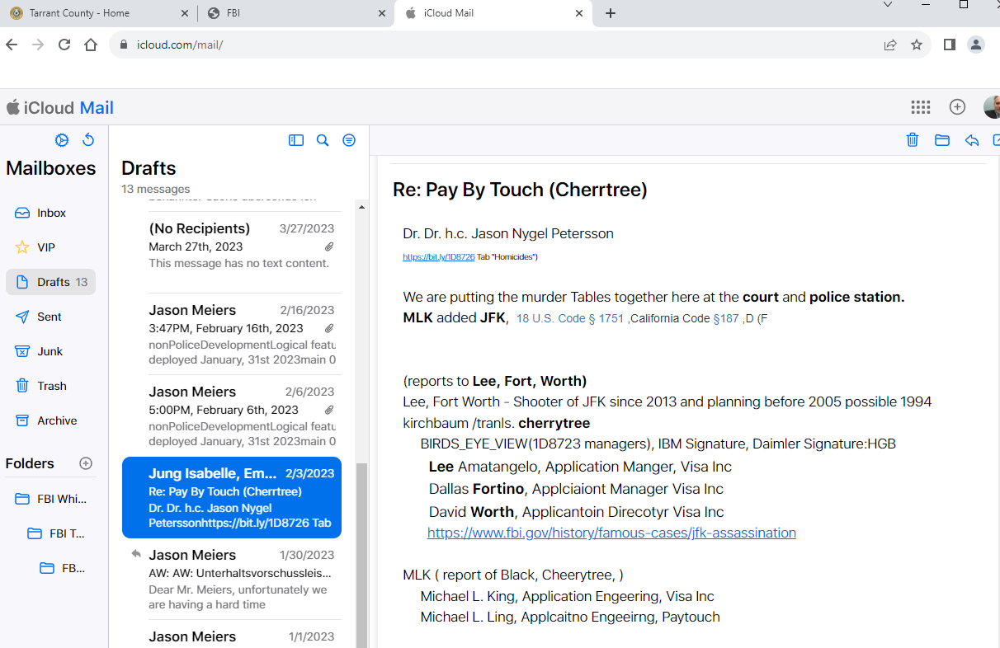 Tarrant County - Home
FBI
iCloud Mail
icloud.com/mail/
iCloud Mail
Mailboxes
Inbox
VIP
Drafts 13
Sent
Junk
Trash
Archive
Folders
FBI Whi...
FBI T...
FB...
Drafts
13 messages
(No Recipients) 3/27/2023
March 27th, 2023
This message has no text content.
Jason Meiers 2/16/2023
3:47PM, February 16th, 2023
nonPoliceDevelopmentLogical featu
deployed January, 31st 2023main 0
Jason Meiers 2/6/2023
5:00PM, February 6th, 2023
nonPoliceDevelopmentLogical featu
deployed January, 31st 2023main 0
Jung Isabelle, Em... 2/3/2023
Re: Pay By Touch (Cherrtree)
Dr. Dr. h.c. Jason Nygel
Peterssonhttps://bit.ly/1D8726 Tab
Jason Meiers 1/30/2023
AW: AW: Unterhaltsvorschussleis...
Dear Mr. Meiers, unfortunately we
are having a hard time
Jason Meiers 1/1/2023
Re: Pay By Touch (Cherrtree)
Dr. Dr. h.c. Jason Nygel Petersson
https://bit.ly/1D8726 Tab "Homicides")
We are putting the murder Tables together here at the court and police station.
MLK added JFK, 18 U.S. Code § 1751 ,California Code §187 ,D (F
(reports to Lee, Fort, Worth)
Lee, Fort Worth - Shooter of JFK since 2013 and planning before 2005 possible 1994
kirchbaum /tranls. cherrytree
BIRDS_EYE_VIEW(1D8723 managers), IBM Signature, Daimler Signature:HGB
Lee Amatangelo, Application Manger, Visa Inc
Dallas Fortino, Applciaiont Manager Visa Inc
David Worth, Applicantoin Direcotyr Visa Inc
https://www.fbi.gov/history/famous-cases/jfk-assassination
MLK ( report of Black, Cheerytree, )
Michael L. King, Application Engeering, Visa Inc
Michael L. Ling, Applcaitno Engeeirng, Paytouch